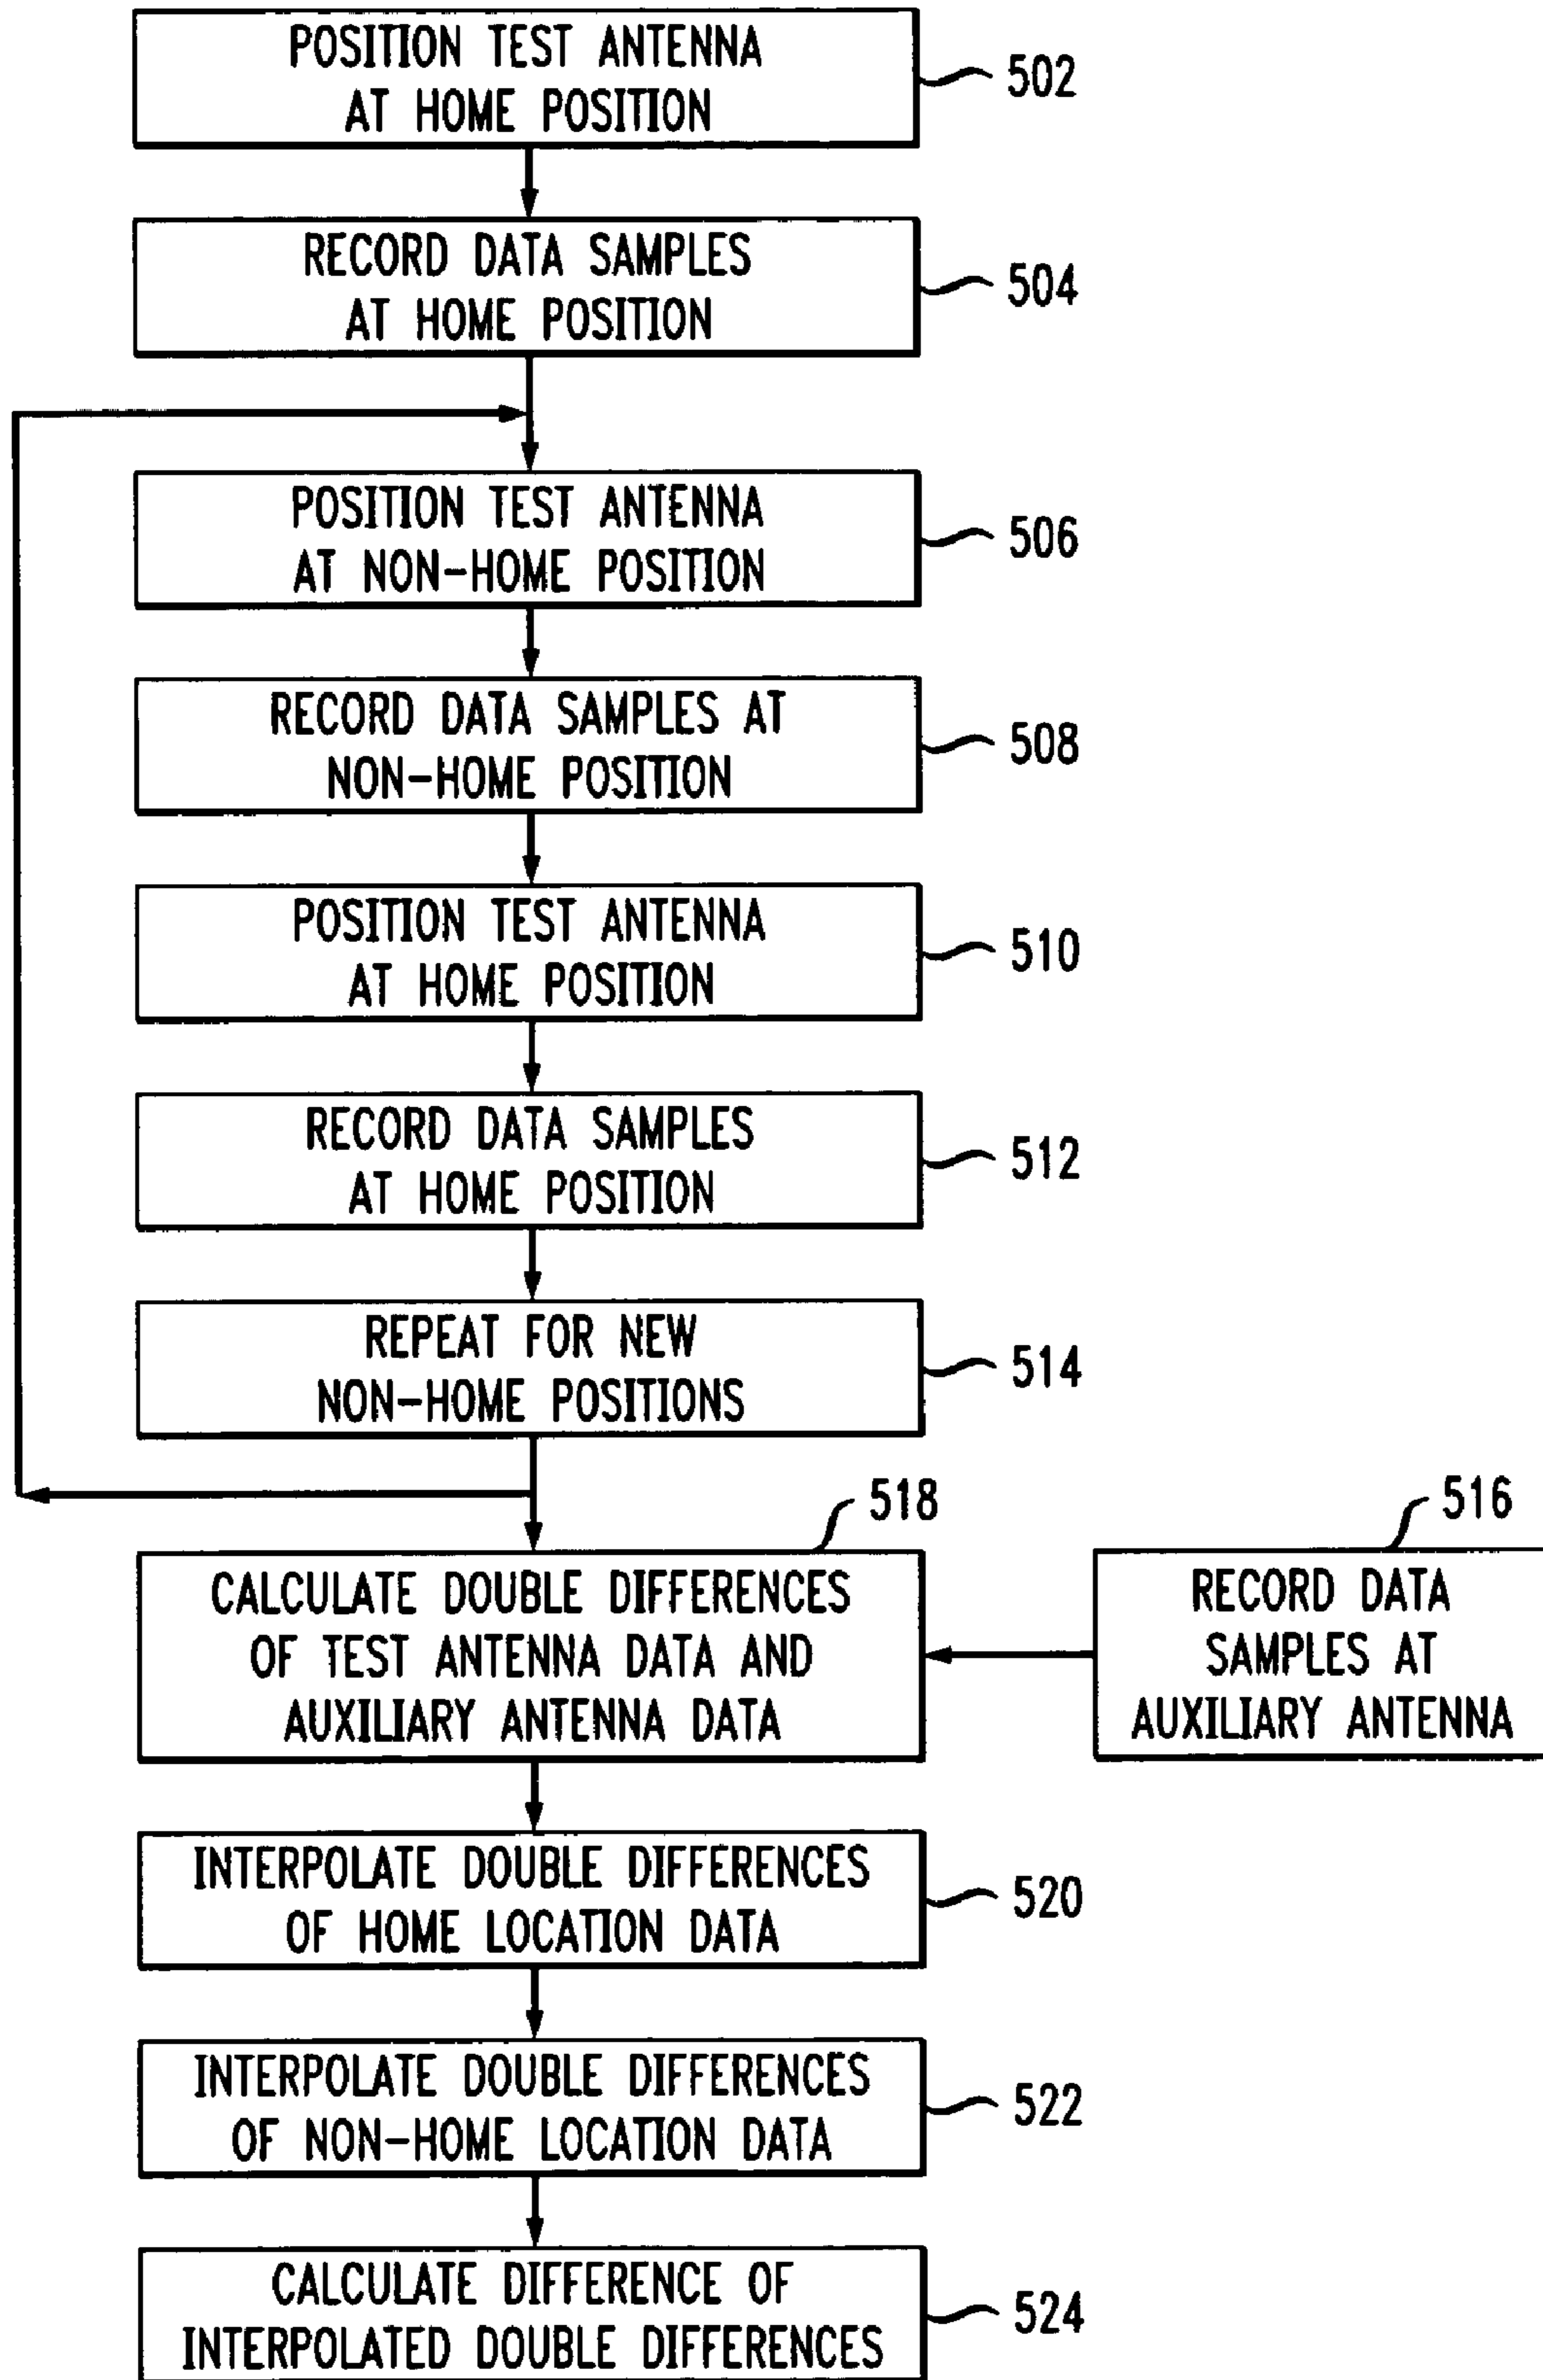 POSITION TEST ANTENNA
AT HOME POSITION
502
RECORD DATA SAMPLES
AT HOME POSITION
504
POSITION TEST ANTENNA
AT NON-HOME POSITION
506
RECORD DATA SAMPLES AT
NON-HOME POSITION
508
POSITION TEST ANTENNA
AT HOME POSITION
510
RECORD DATA SAMPLES
AT HOME POSITION
512
REPEAT FOR NEW
NON-HOME POSITIONS
514
518
CALCULATE DOUBLE DIFFERENCES
OF TEST ANTENNA DATA AND
AUXILIARY ANTENNA DATA
516
RECORD DATA
SAMPLES AT
AUXILIARY ANTENNA
INTERPOLATE DOUBLE DIFFERENCES
OF HOME LOCATION DATA
520
INTERPOLATE DOUBLE DIFFERENCES
OF NON-HOME LOCATION DATA
522
CALCULATE DIFFERENCE OF
INTERPOLATED DOUBLE DIFFERENCES
524